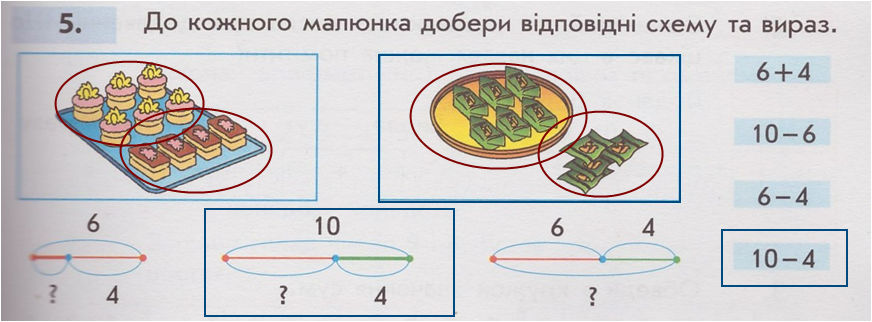 5. До кожного малюнка добери відповідні схему та вираз.
6+4
10−6
6−4
10−4
6 10 6 4
? 4 ? 4 ?